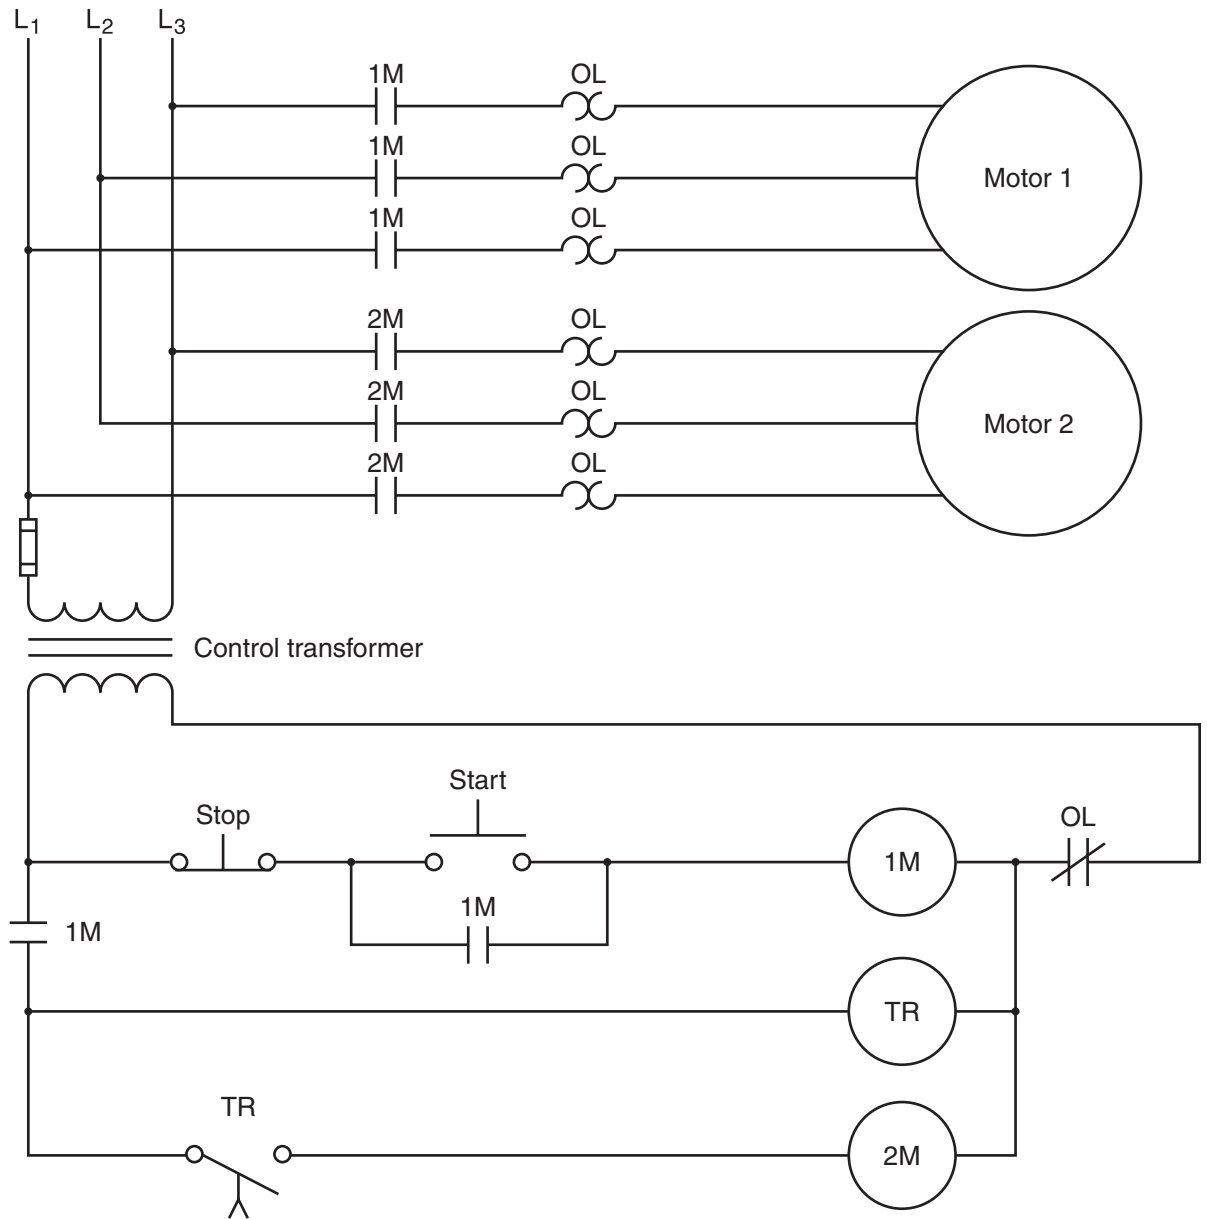 L1 L2 L3
1M OL
1M OL
Motor 1
1M OL
2M OL
2M OL
Motor 2
2M OL
Control transformer
Start
Stop
OL
1M
1M
1M
TR
TR
2M